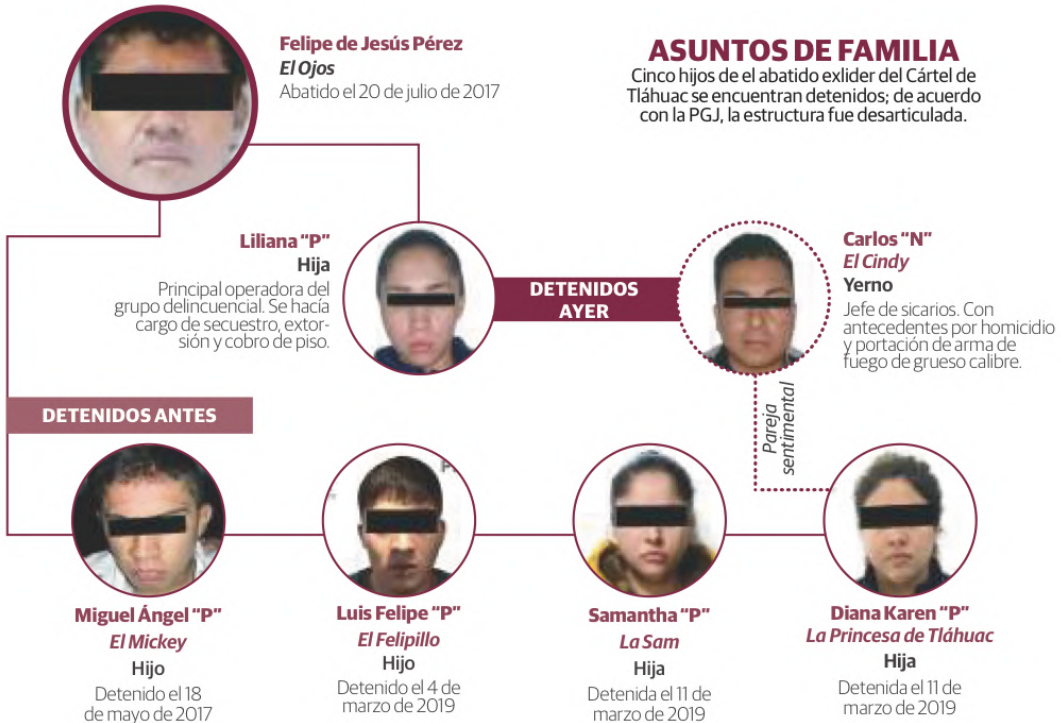 Felipe de Jesús Pérez
El Ojos
Abatido el 20 de julio de 2017
ASUNTOS DE FAMILIA
Cinco hijos de el abatido exlider del Cártel de
Tláhuac se encuentran detenidos; de acuerdo
con la PGJ, la estructura fue desarticulada.
Liliana “P”
Hija
Principal operadora del
grupo delincuencial. Se hacía
cargo de secuestro, extor-
sión y cobro de piso.
DETENIDOS
AYER
Carlos “N”
El Cindy
Yerno
Jefe de sicarios. Con
antecedentes por homicidio
y portación de arma de
fuego de grueso calibre.
Pareja
sentimental
DETENIDOS ANTES
Miguel Ángel “P”
El Mickey
Hijo
Detenido el 18
de mayo de 2017
Luis Felipe “P”
El Felipillo
Hijo
Detenido el 4 de
marzo de 2019
Samantha “P”
La Sam
Hija
Detenida el 11 de
marzo de 2019
Diana Karen “P”
La Princesa de Tláhuac
Hija
Detenida el 11 de
marzo de 2019